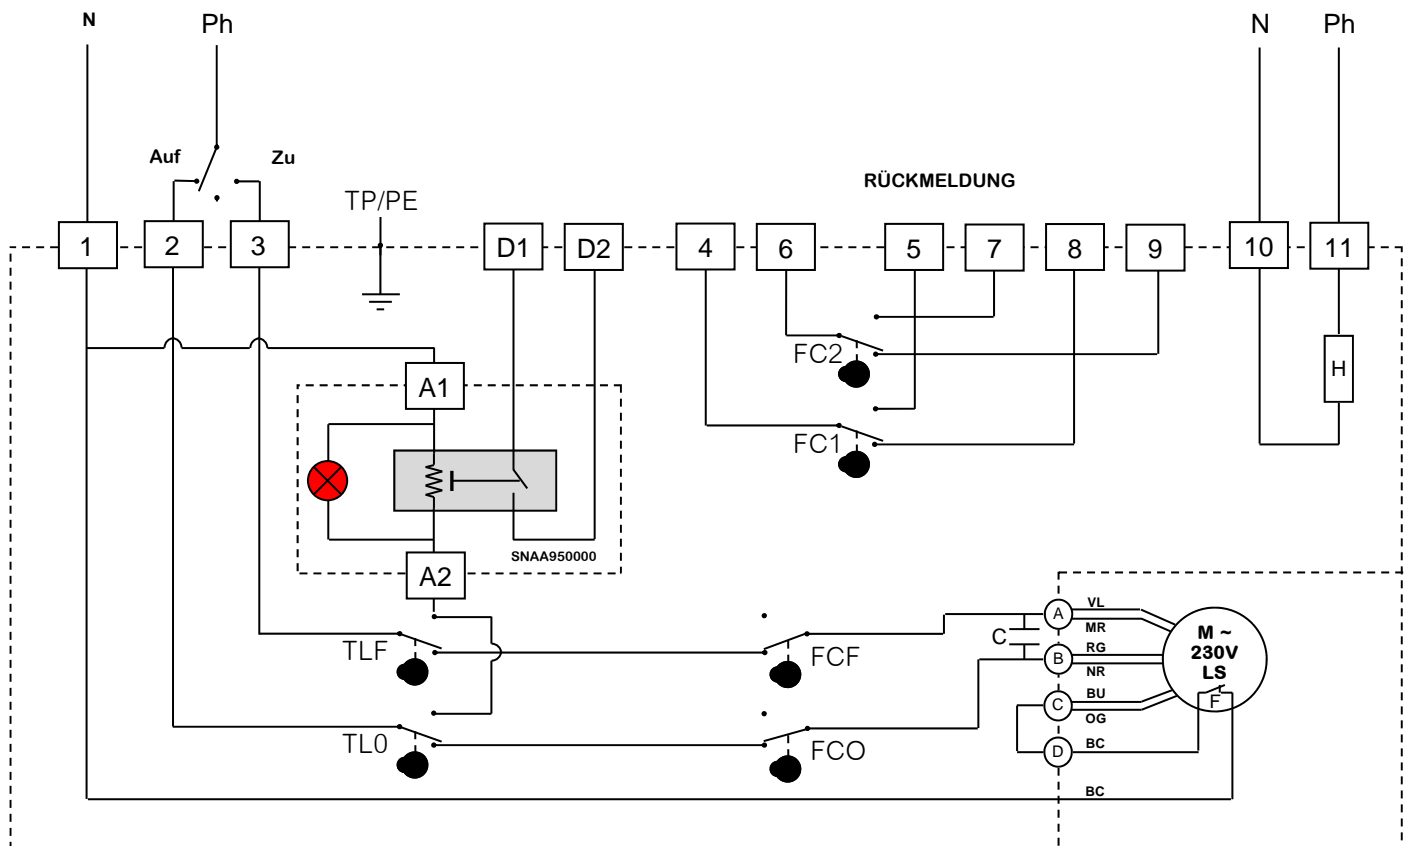 N
Ph
N
Ph
Auf
Zu
TP/PE
RÜCKMELDUNG
1
2
3
D1
D2
4
6
5
7
8
9
10
11
FC2
H
A1
FC1
SNAA950000
A2
TLF
FCF
C
A
VL
MR
B
RG
NR
M ~
230V
LS
F
C
BU
OG
TL0
FCO
D
BC
BC